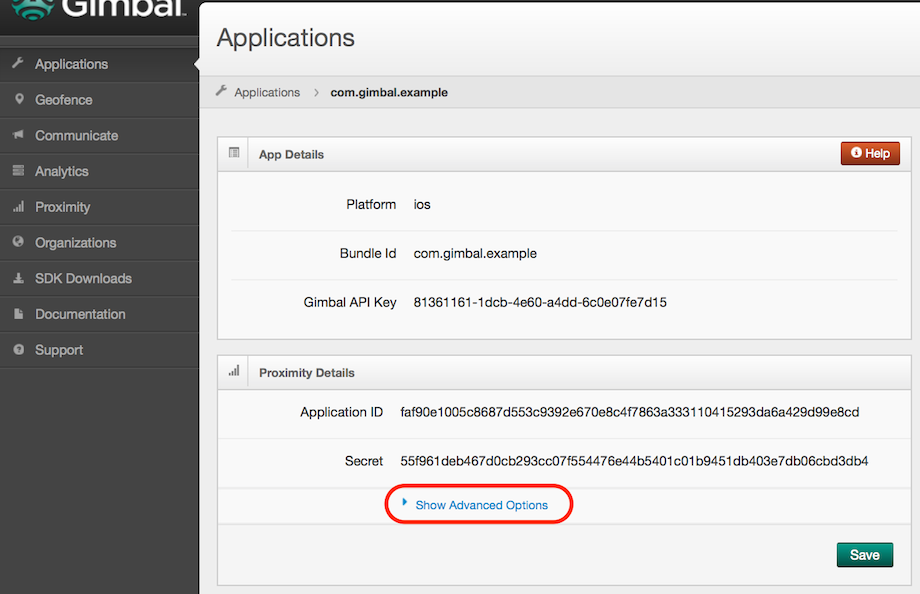 Gimbal™
Applications
Geofence
Communicate
Analytics
Proximity
Organizations
SDK Downloads
Documentation
Support
Applications
Applications > com.gimbal.example
App Details
Help
Platform ios
Bundle Id com.gimbal.example
Gimbal API Key 81361161-1dcb-4e60-a4dd-6c0e07fe7d15
Proximity Details
Application ID faf90e1005c8687d553c9392e670e8c4f7863a333110415293da6a429d99e8cd
Secret 55f961deb467d0cb293cc07f554476e44b5401c01b9451db403e7db06cbd3db4
Show Advanced Options
Save